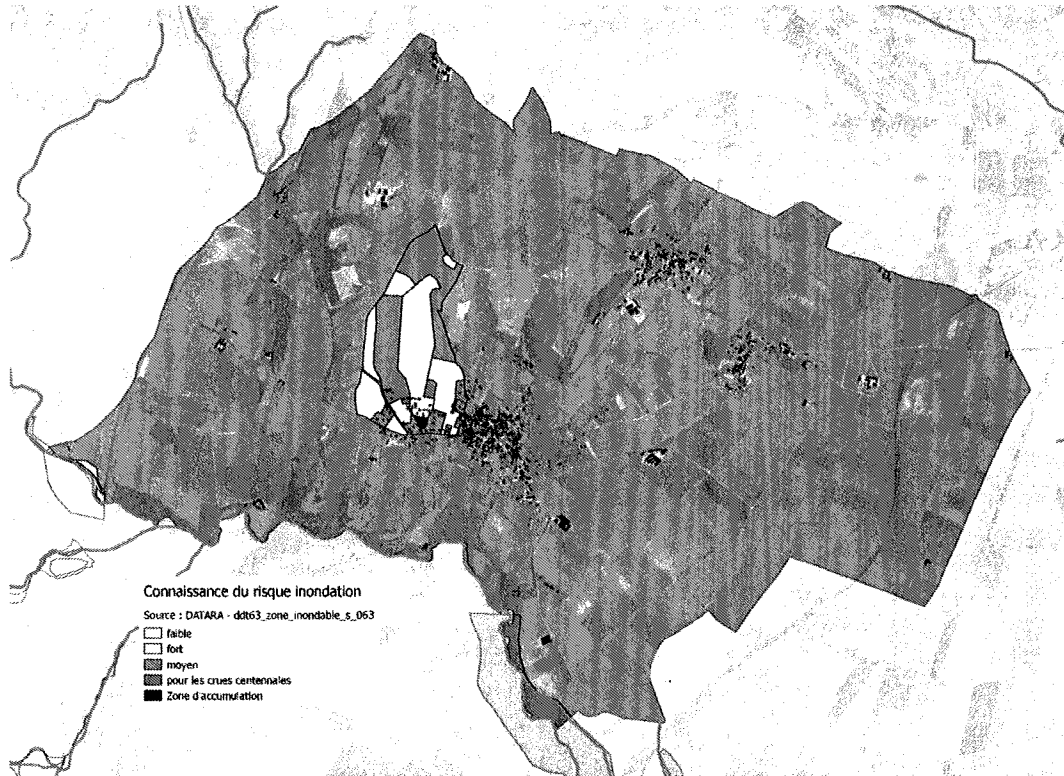 Connaissance du risque inondation
Source : DATARA - ddt63_zone_inondable_s_063
faible
fort
moyen
pour les crues centennales
Zone d'accumulation